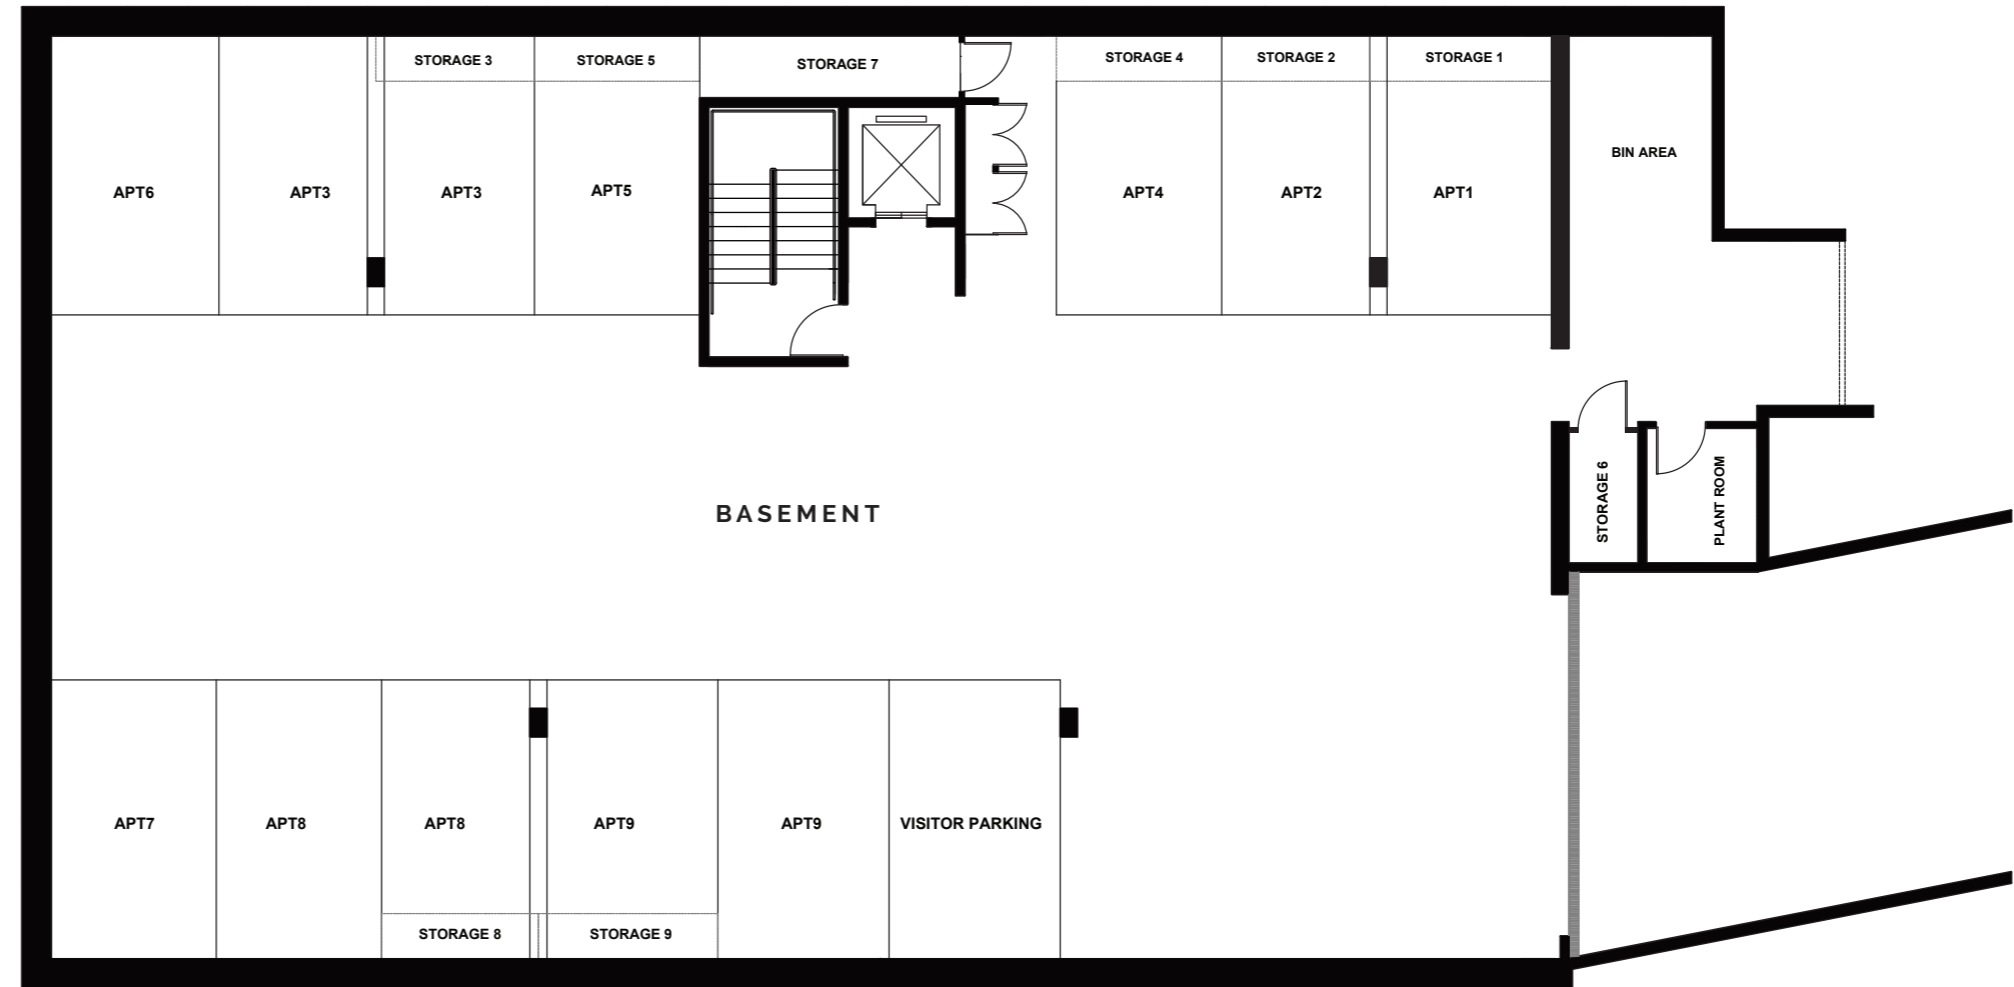 STORAGE 3
STORAGE 5
STORAGE 7
STORAGE 4
STORAGE 2
STORAGE 1
BIN AREA
APT6
APT3
APT3
APT5
APT4
APT2
APT1
STORAGE 6
PLANT ROOM
BASEMENT
APT7
APT8
APT8
APT9
APT9
VISITOR PARKING
STORAGE 8
STORAGE 9